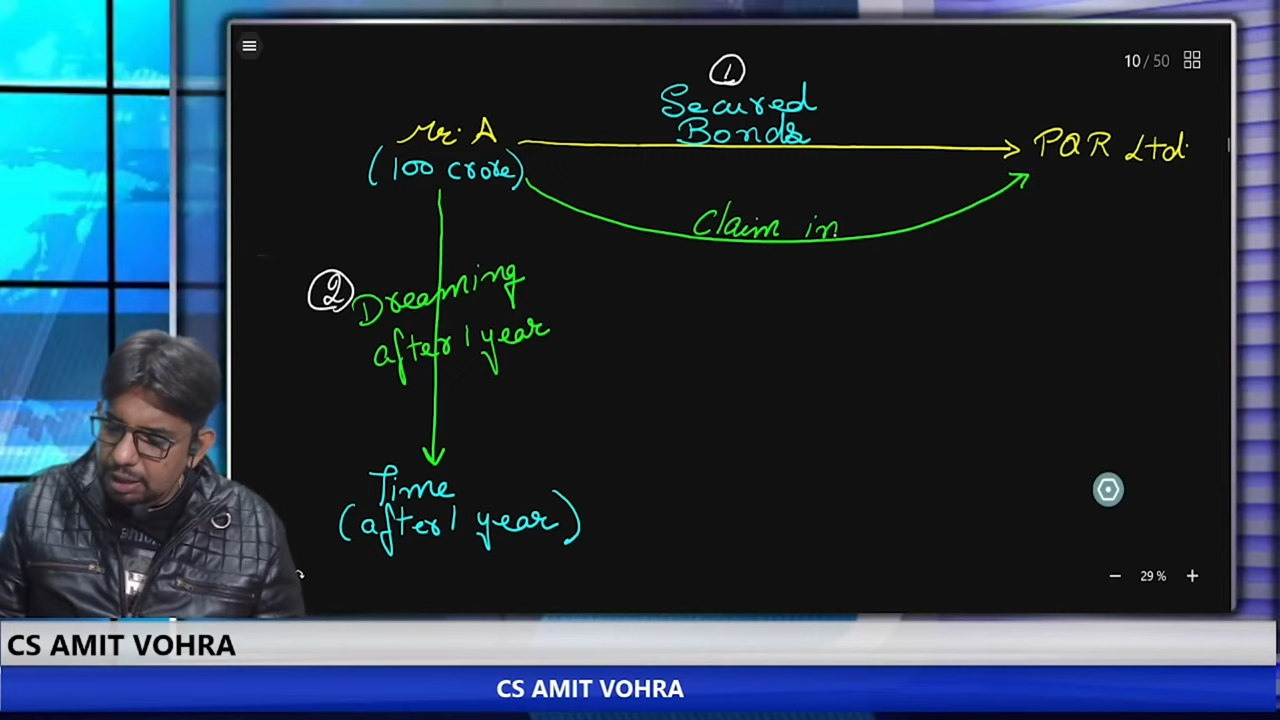 10 / 50
①
Secured
Bonds
Mr. A
(100 crore)
PQR Ltd.
Claim in
② Dreaming
after 1 year
Time
(after 1 year)
29 %
CS AMIT VOHRA
CS AMIT VOHRA